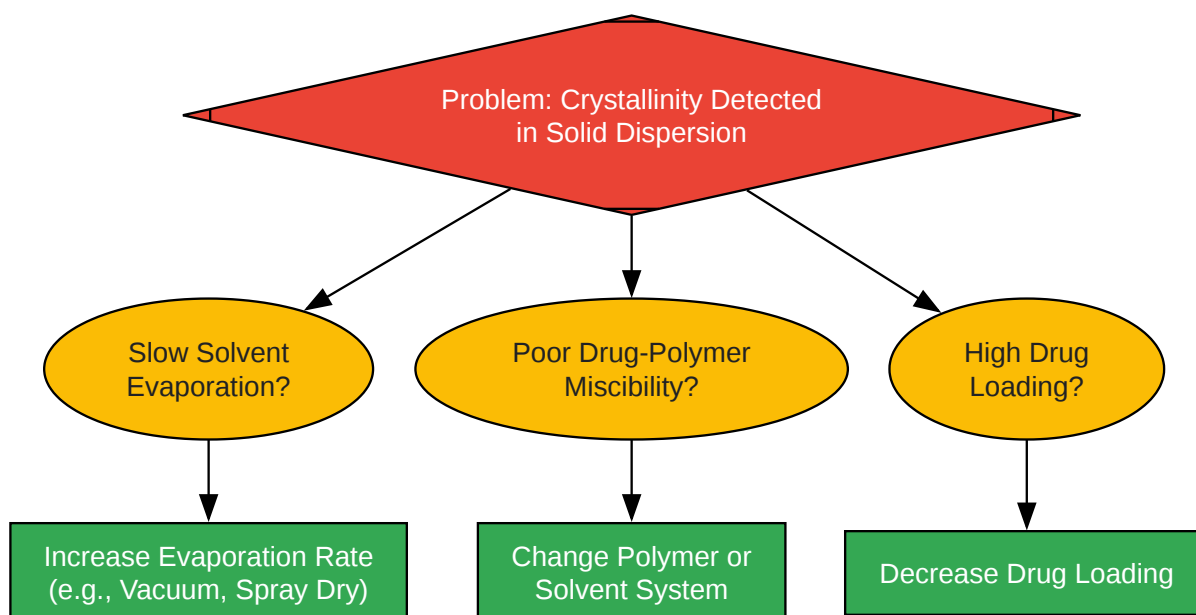 Problem: Crystallinity Detected
in Solid Dispersion
Slow Solvent
Evaporation?
Poor Drug-Polymer
Miscibility?
High Drug
Loading?
Increase Evaporation Rate
(e.g., Vacuum, Spray Dry)
Change Polymer or
Solvent System
Decrease Drug Loading